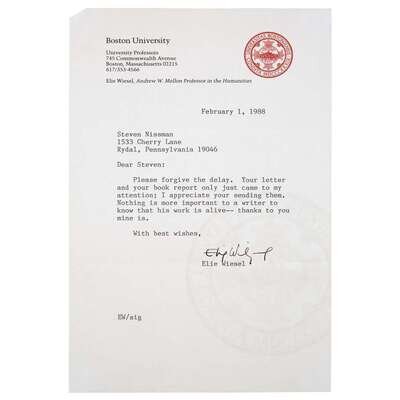 Boston University
University Professors
745 Commonwealth Avenue
Boston, Massachusetts 02215
617/353-4566
Elie Wiesel, Andrew W. Mellon Professor in the Humanities
February 1, 1988
Steven Nissman
1533 Cherry Lane
Rydal, Pennsylvania 19046
Dear Steven:
Please forgive the delay. Your letter
and your book report only just came to my
attention; I appreciate your sending them.
Nothing is more important to a writer to
know that his work is alive-- thanks to you
mine is.
With best wishes,
Elie Wiesel
Elie Wiesel
EW/sig